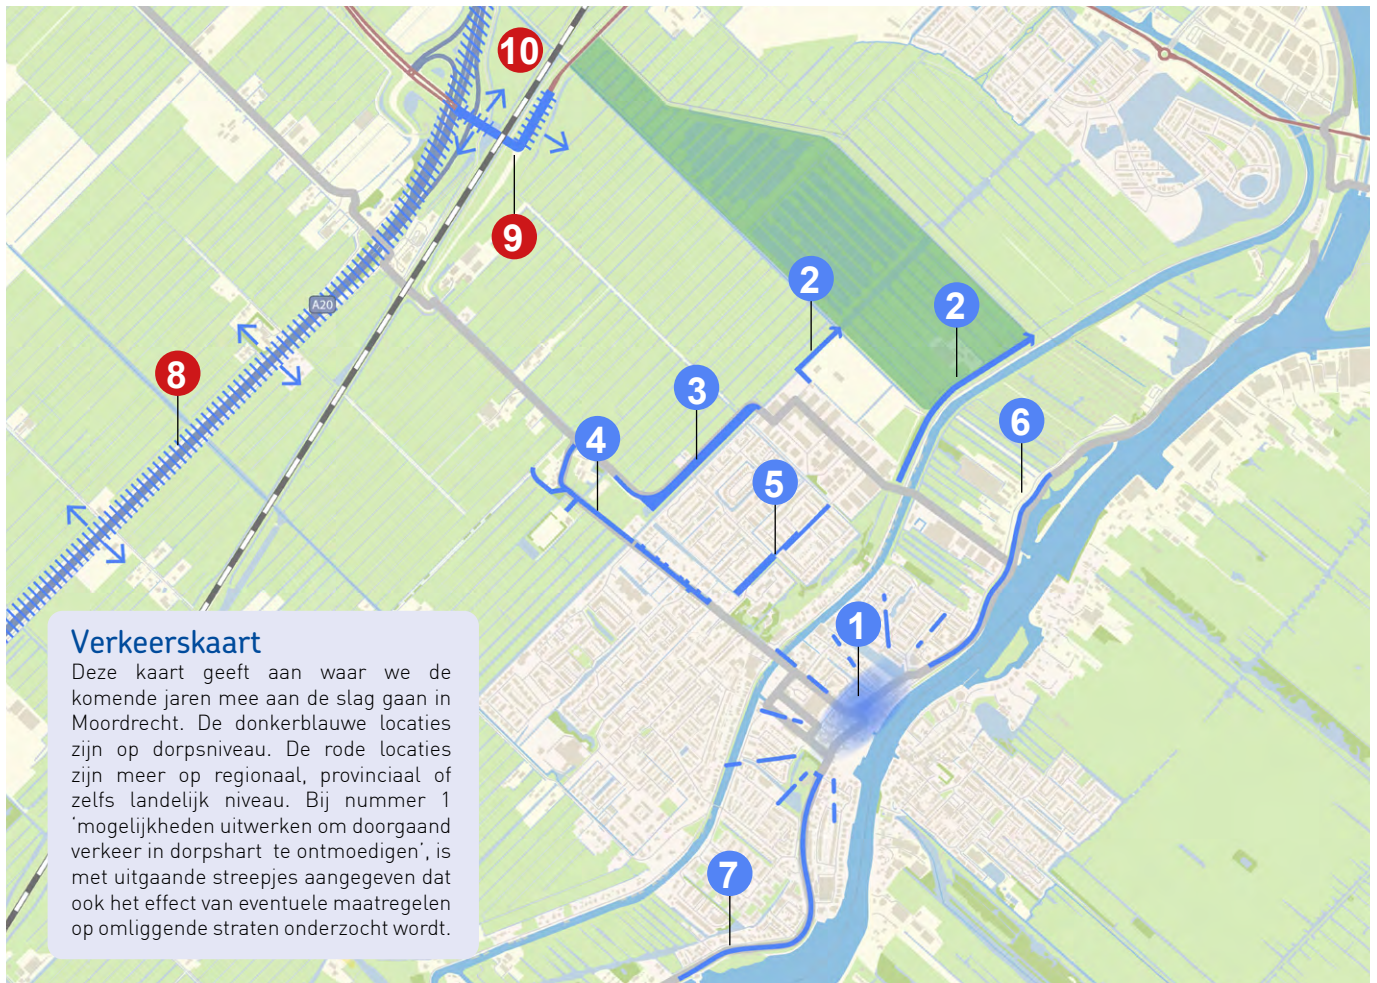 10
9
2
2
A20
8
3
6
4
5
1
7
Verkeerskaart
Deze kaart geeft aan waar we de
komende jaren mee aan de slag gaan in
Moordrecht. De donkerblauwe locaties
zijn op dorpsniveau. De rode locaties
zijn meer op regionaal, provinciaal of
zelfs landelijk niveau. Bij nummer 1
'mogelijkheden uitwerken om doorgaand
verkeer in dorpshart te ontmoedigen', is
met uitgaande streepjes aangegeven dat
ook het effect van eventuele maatregelen
op omliggende straten onderzocht wordt.